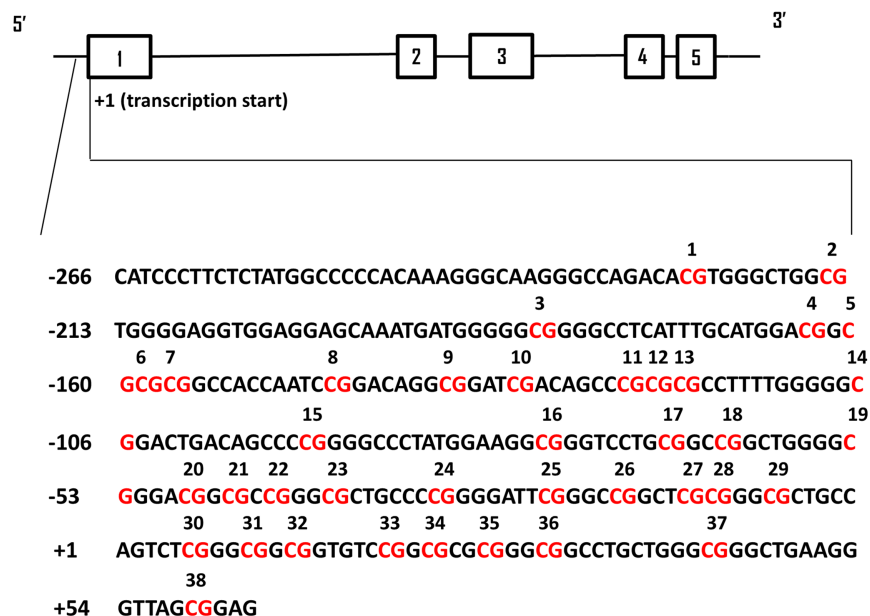 5′ 3′
1 2 3 4 5
+1 (transcription start)
1 2
-266 CATCCCTTCTCTATGGCCCCCACAAAGGGCAAGGGCCAGACACGTGGGCTGGCG
3 4 5
-213 TGGGGAGGTGGAGGAGCAAATGATGGGGGCGGGGCCTCATTTGCATGGACGGC
6 7 8 9 10 11 12 13 14
-160 GCGCGGCCACCAATCCGGACAGGCGGATCGACAGCCCGCGCGCCTTTTGGGGGC
15 16 17 18 19
-106 GGACTGACAGCCCCGGGGCCCTATGGAAGGCGGGTCCTGCGGCCGGCTGGGGC
20 21 22 23 24 25 26 27 28 29
-53 GGGACGGCGCCGGGCGCTGCCCCGGGGATTCGGGCCGGCTCGCGGGCGCTGCC
30 31 32 33 34 35 36 37
+1 AGTCTCGGGCGGCGGTGTCCGGCGCGCGGGCGGCCTGCTGGGCGGGCTGAAGG
38
+54 GTTAGCGGAG